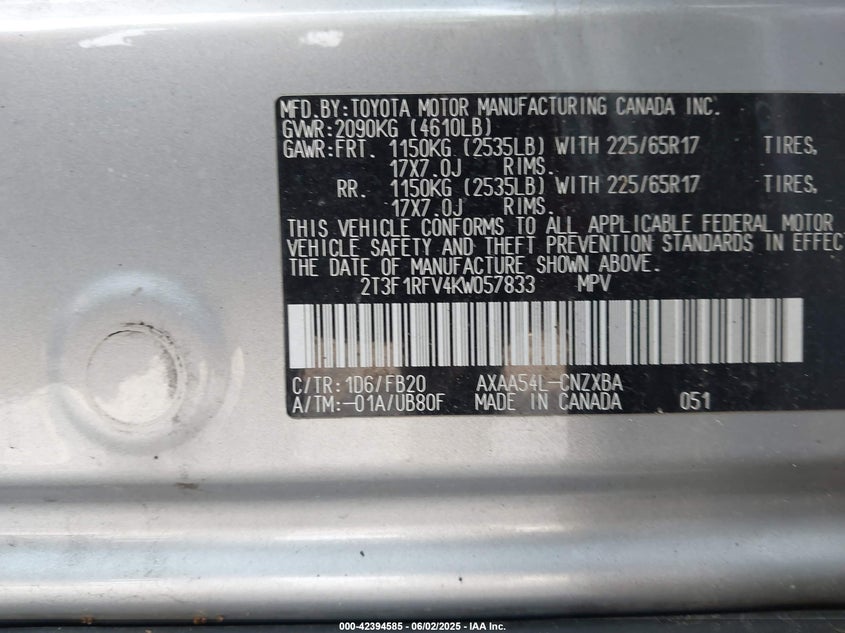 MFD.BY:TOYOTA MOTOR MANUFACTURING CANADA INC.
GVWR:2090KG (4610LB)
GAWR:FRT. 1150KG (2535LB) WITH 225/65R17 TIRES,
17X7.0J RIMS.
RR. 1150KG (2535LB) WITH 225/65R17 TIRES,
17X7.0J RIMS.
THIS VEHICLE CONFORMS TO ALL APPLICABLE FEDERAL MOTOR
VEHICLE SAFETY AND THEFT PREVENTION STANDARDS IN EFFEC
THE DATE OF MANUFACTURE SHOWN ABOVE.
2T3F1RFV4KW057833 MPV
C/TR:1D6/FB20 AXAA54L-CNZXBA
A/TM:-01A/UB80F MADE IN CANADA 051
000-42394585 - 06/02/2025 - IAA Inc.